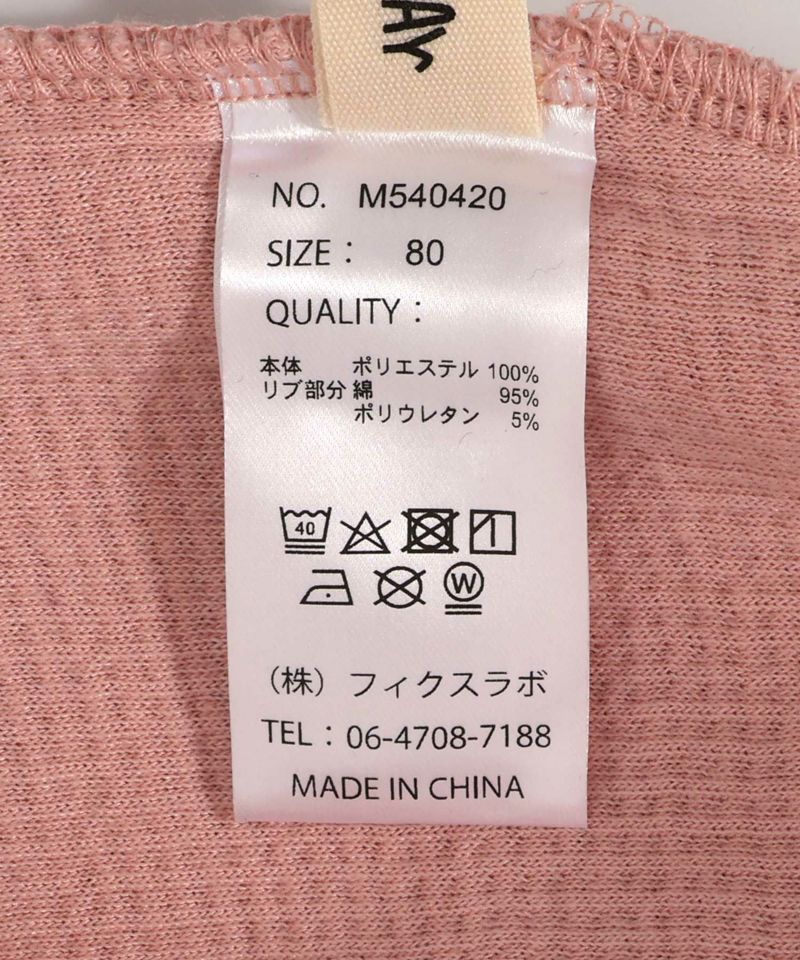 AY
NO. M540420
SIZE： 80
QUALITY：
本体 ポリエステル 100%
リブ部分 綿 95%
ポリウレタン 5%
40
W
（株）フィクスラボ
TEL：06-4708-7188
MADE IN CHINA